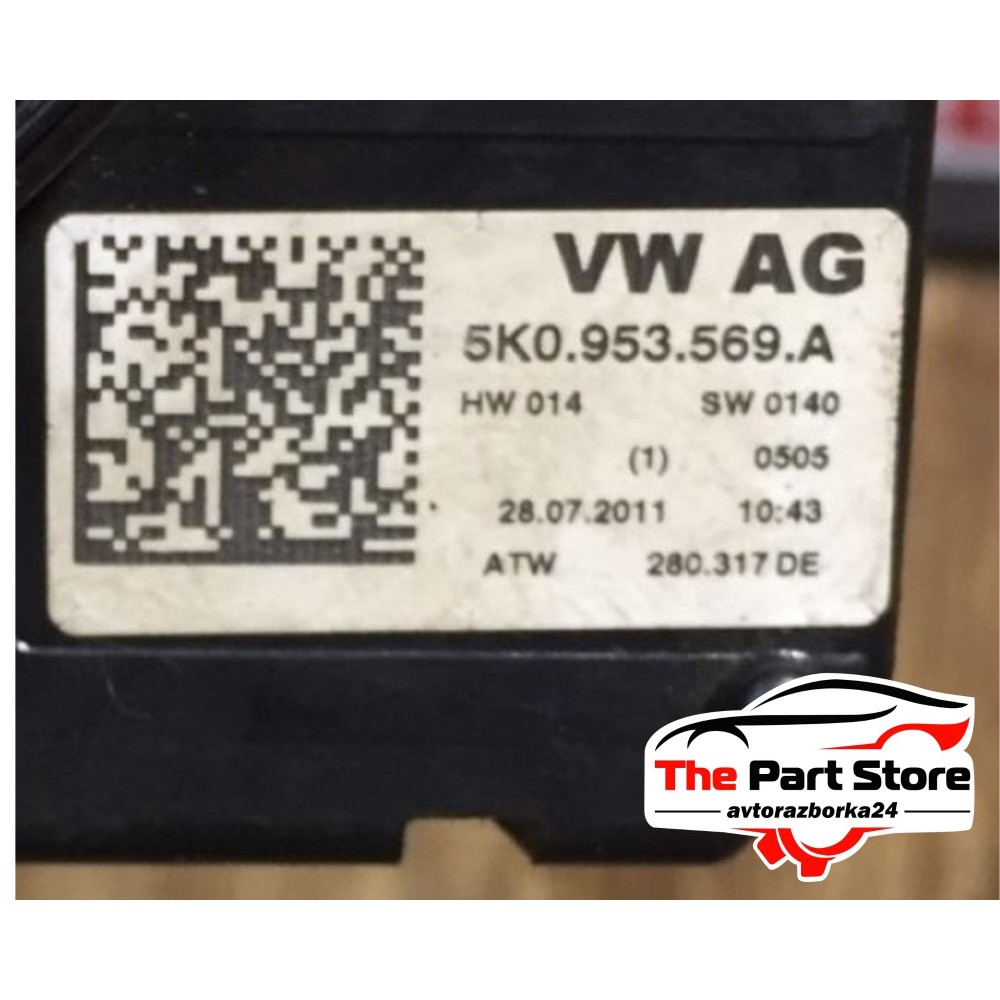 VW AG
5K0.953.569.A
HW 014 SW 0140
(1) 0505
28.07.2011 10:43
ATW 280.317 DE
The Part Store
avtorazborka24